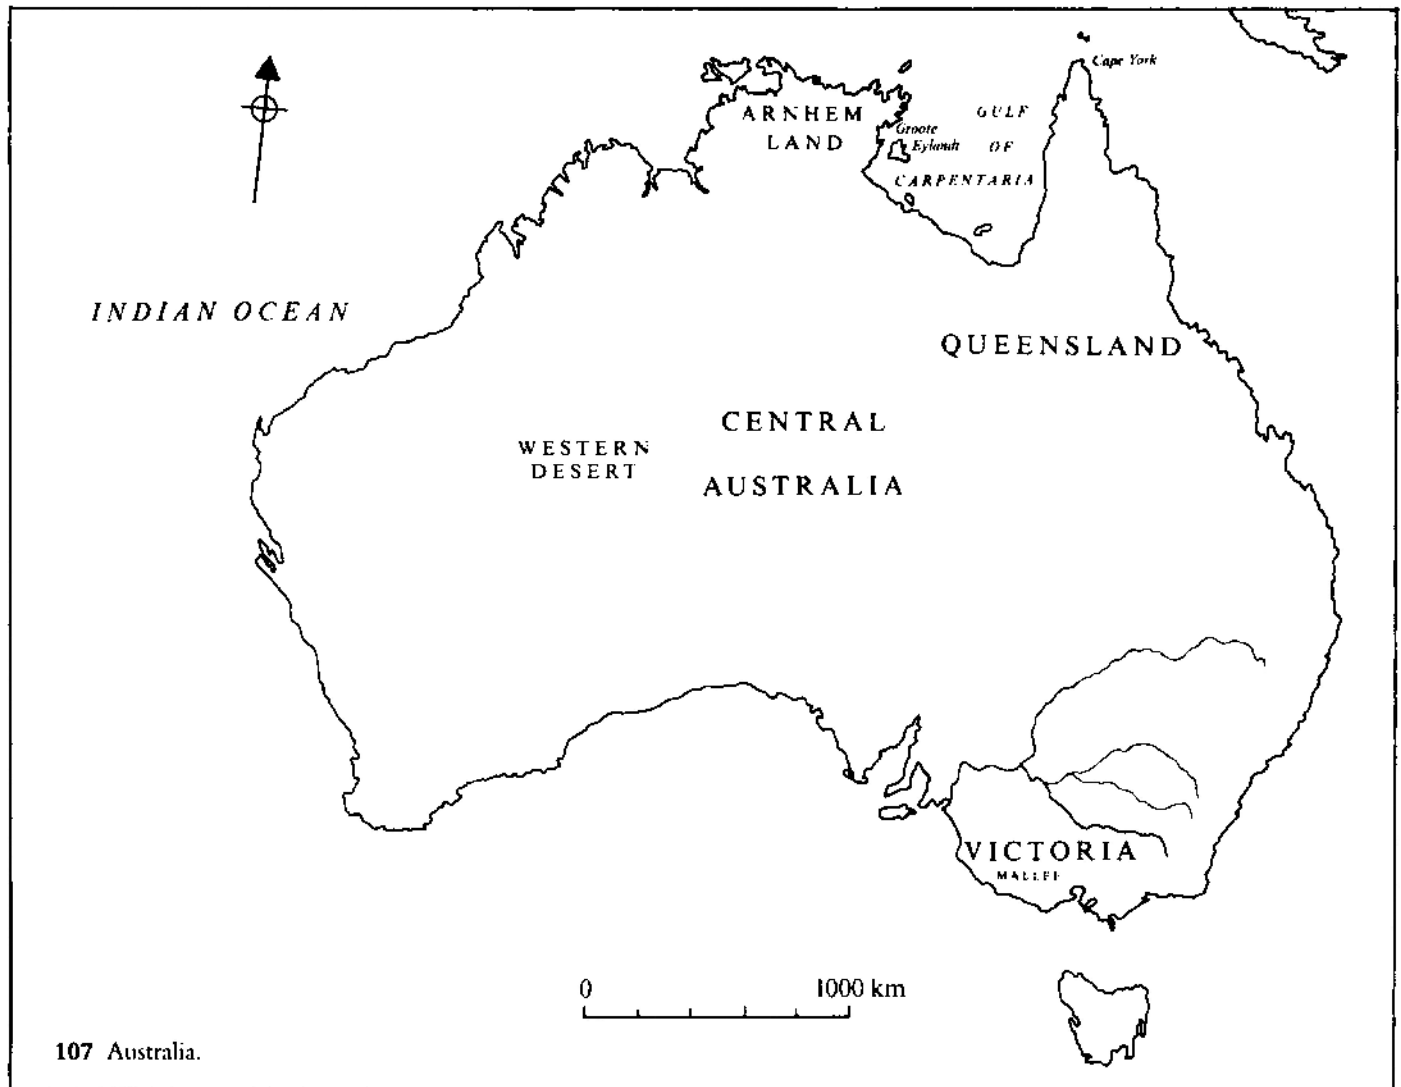 Cape York
ARNHEM
LAND
GULF
OF
CARPENTARIA
Groote
Eylandt
INDIAN OCEAN
QUEENSLAND
CENTRAL
AUSTRALIA
WESTERN
DESERT
VICTORIA
MALLEE
0 1000 km
107 Australia.